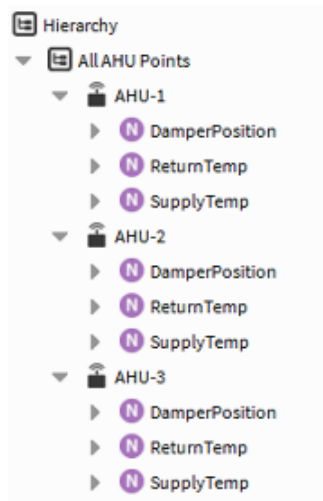 Hierarchy
All AHU Points
AHU-1
N DamperPosition
N ReturnTemp
N SupplyTemp
AHU-2
N DamperPosition
N ReturnTemp
N SupplyTemp
AHU-3
N DamperPosition
N ReturnTemp
N SupplyTemp